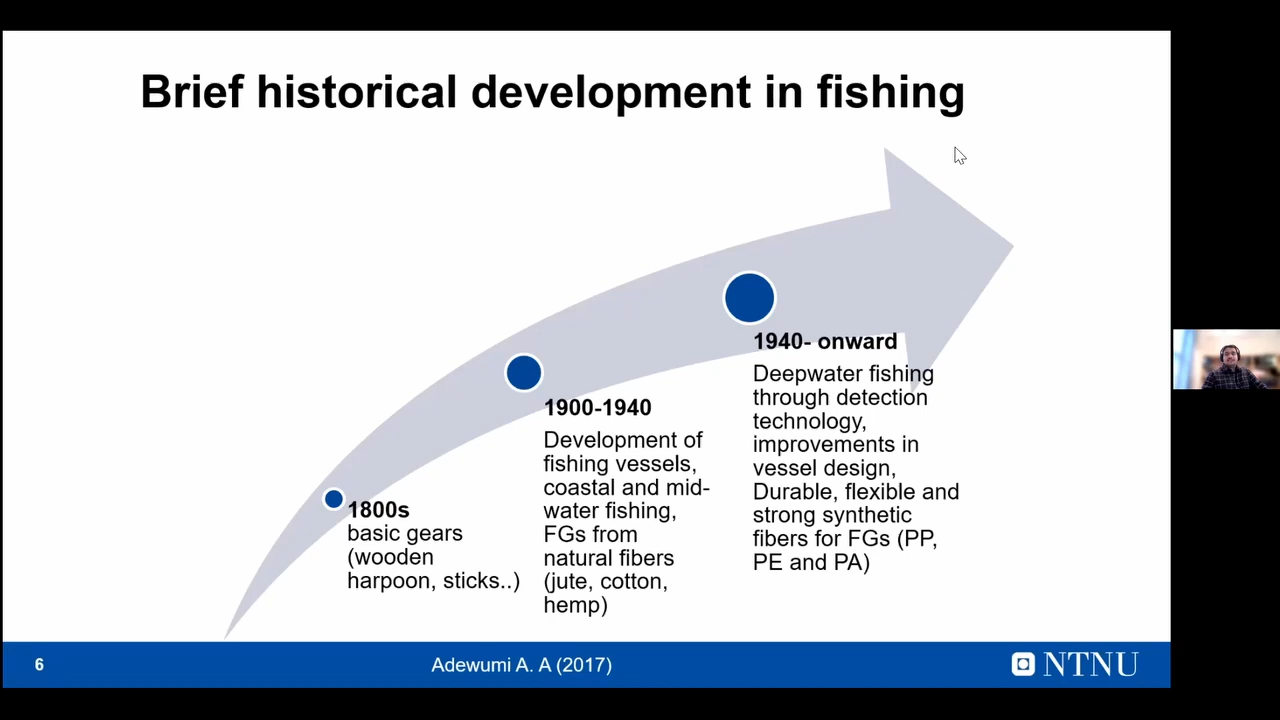 Brief historical development in fishing
1800s
basic gears
(wooden
harpoon, sticks..)
1900-1940
Development of
fishing vessels,
coastal and mid-
water fishing,
FGs from
natural fibers
(jute, cotton,
hemp)
1940- onward
Deepwater fishing
through detection
technology,
improvements in
vessel design,
Durable, flexible and
strong synthetic
fibers for FGs (PP,
PE and PA)
6
Adewumi A. A (2017)
NTNU